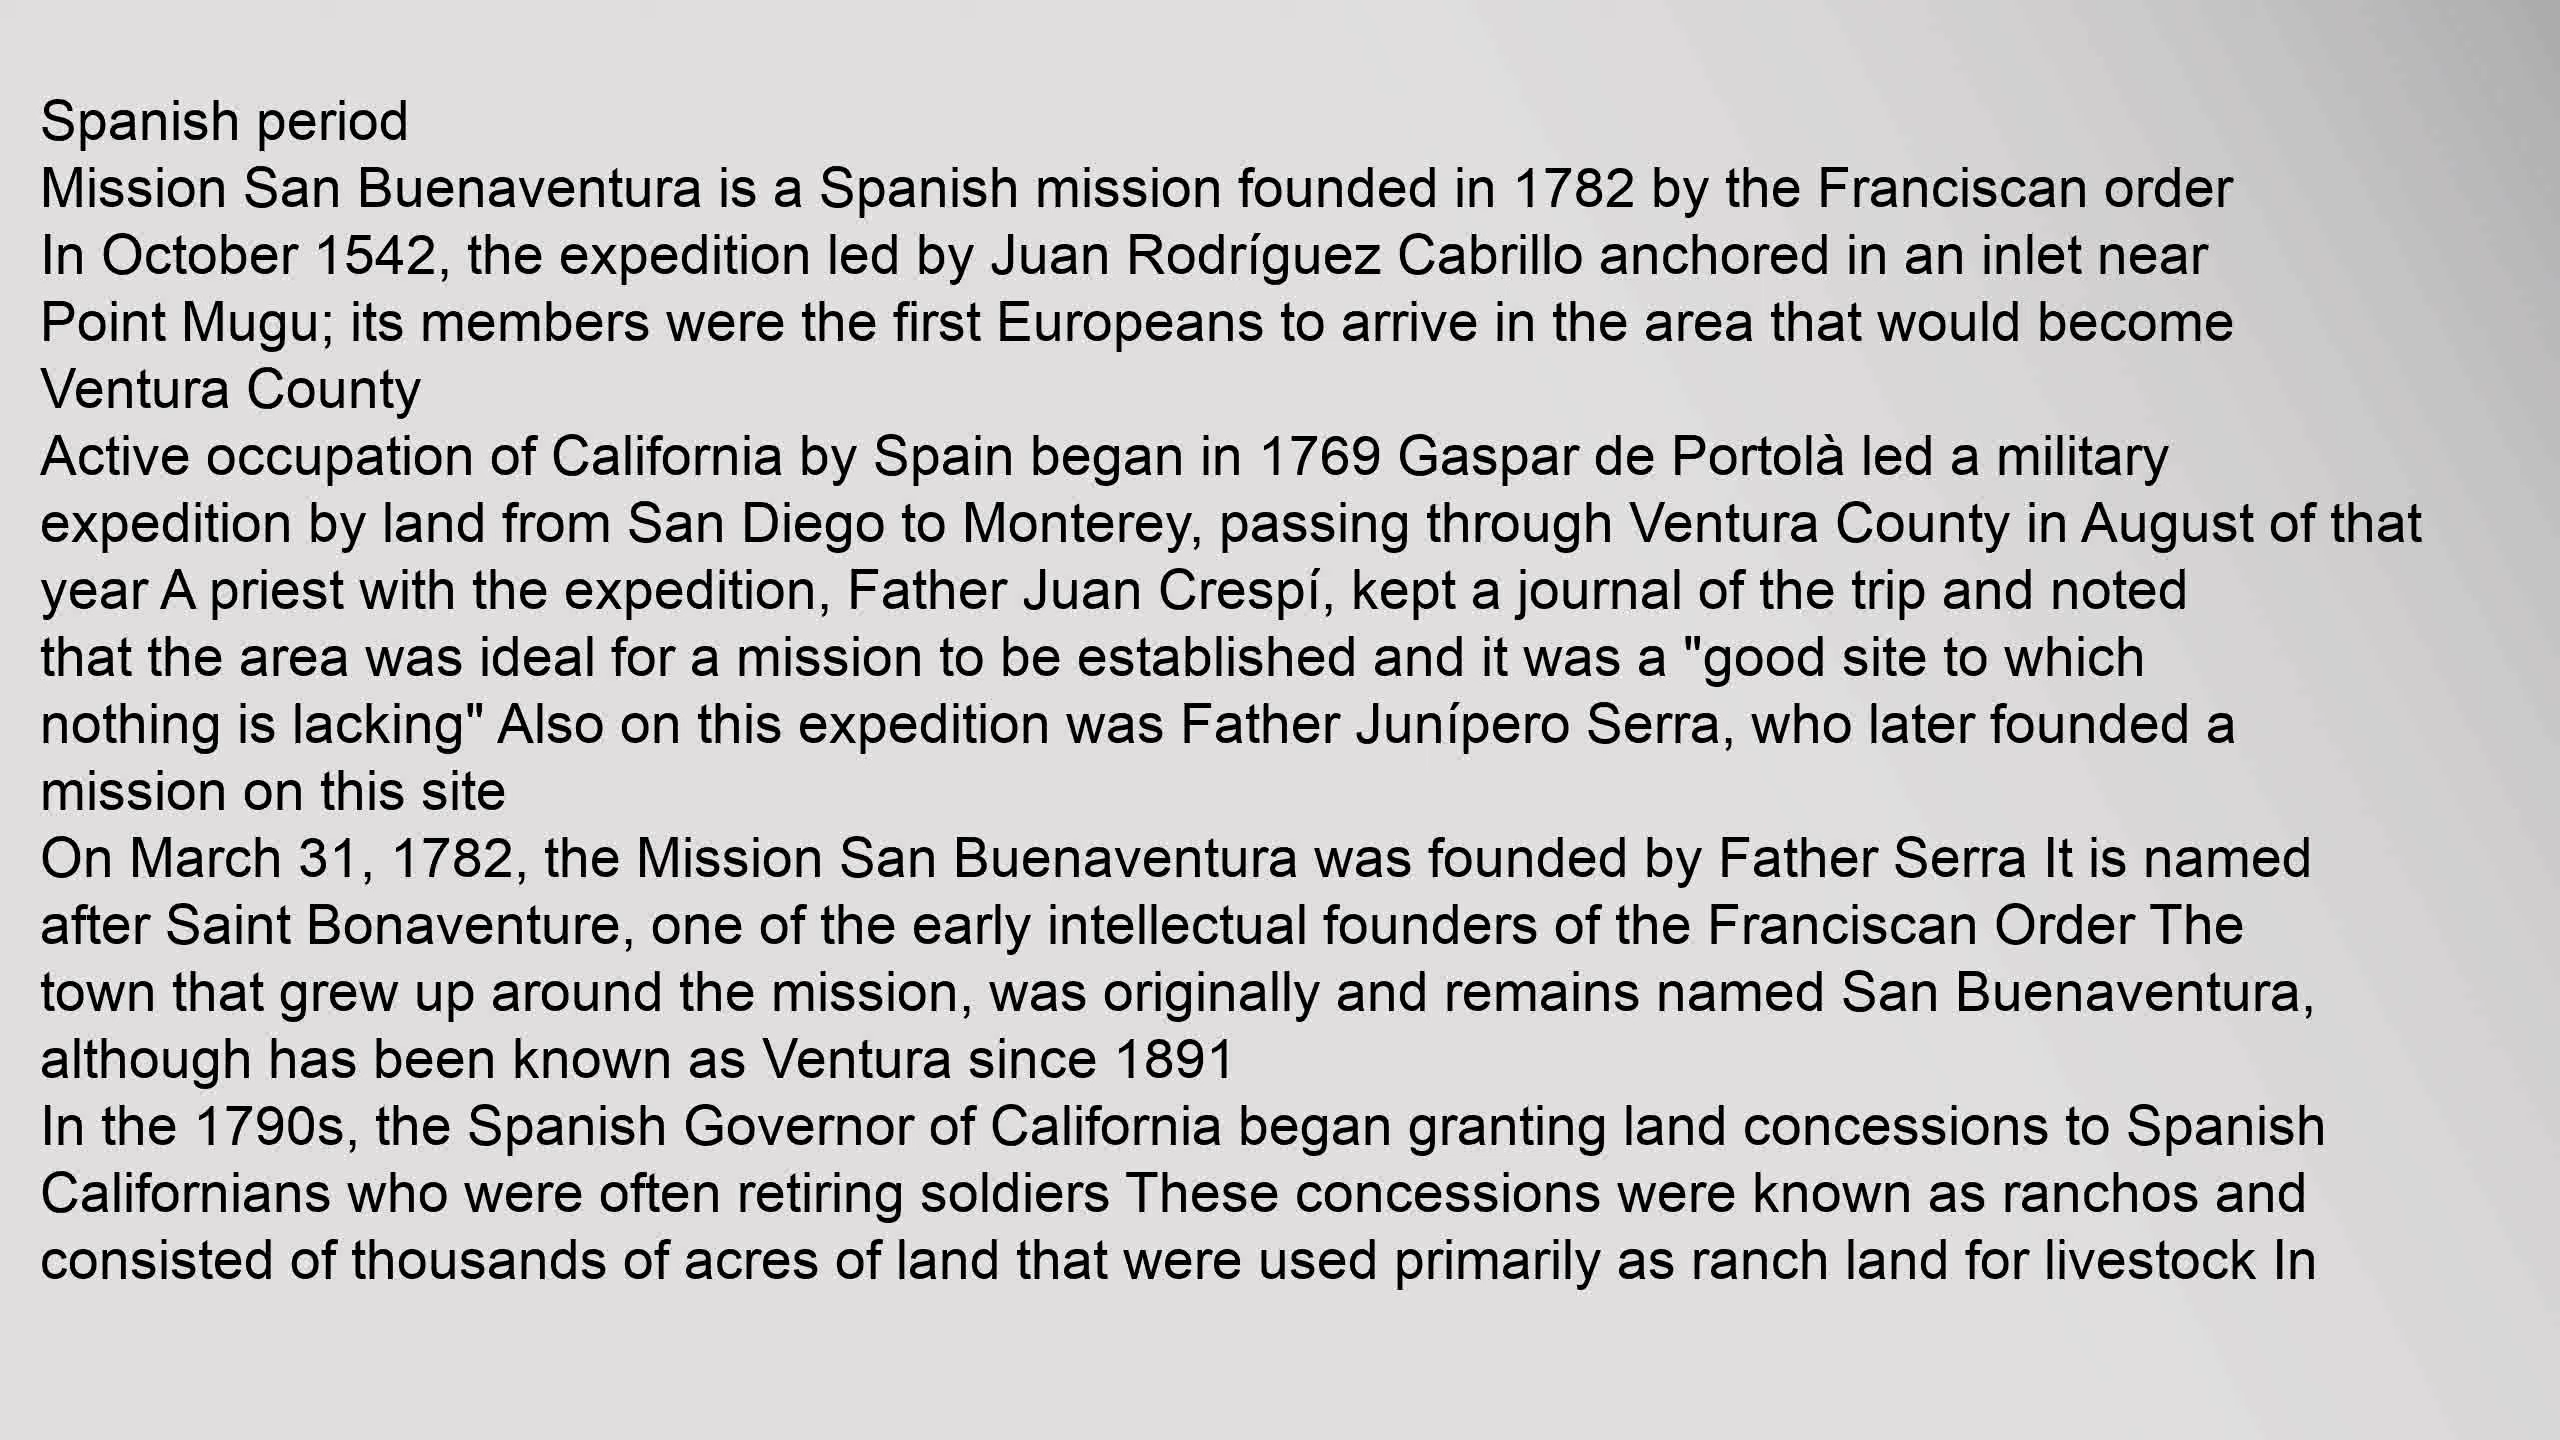 Spanish period
Mission San Buenaventura is a Spanish mission founded in 1782 by the Franciscan order
In October 1542, the expedition led by Juan Rodríguez Cabrillo anchored in an inlet near
Point Mugu; its members were the first Europeans to arrive in the area that would become
Ventura County
Active occupation of California by Spain began in 1769 Gaspar de Portolà led a military
expedition by land from San Diego to Monterey, passing through Ventura County in August of that
year A priest with the expedition, Father Juan Crespí, kept a journal of the trip and noted
that the area was ideal for a mission to be established and it was a "good site to which
nothing is lacking" Also on this expedition was Father Junípero Serra, who later founded a
mission on this site
On March 31, 1782, the Mission San Buenaventura was founded by Father Serra It is named
after Saint Bonaventure, one of the early intellectual founders of the Franciscan Order The
town that grew up around the mission, was originally and remains named San Buenaventura,
although has been known as Ventura since 1891
In the 1790s, the Spanish Governor of California began granting land concessions to Spanish
Californians who were often retiring soldiers These concessions were known as ranchos and
consisted of thousands of acres of land that were used primarily as ranch land for livestock In